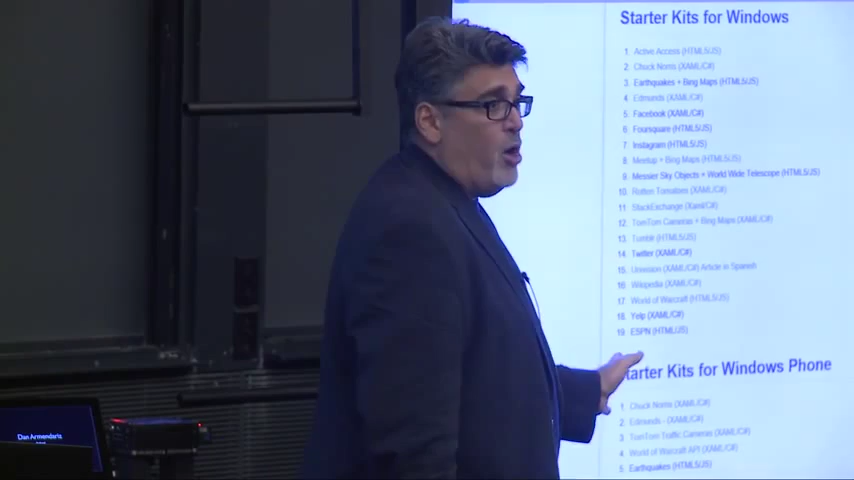 Starter Kits for Windows
1. Active Access (HTML5/JS)
2. Chuck Norris (XAML/C#)
3. Earthquakes + Bing Maps (HTML5/JS)
4. Edmunds (XAML/C#)
5. Facebook (XAML/C#)
6. Foursquare (HTML5/JS)
7. Instagram (HTML5/JS)
8. Meetup + Bing Maps (HTML5/JS)
9. Messier Sky Objects + World Wide Telescope (HTML5/JS)
10. Rotten Tomatoes (XAML/C#)
11. StackExchange (Xaml/C#)
12. TomTom Cameras + Bing Maps (XAML/C#)
13. Tumblr (HTML5/JS)
14. Twitter (XAML/C#)
15. Univision (XAML/C#) Article in Spanish
16. Wikipedia (XAML/C#)
17. World of Warcraft (HTML5/JS)
18. Yelp (XAML/C#)
19. ESPN (HTML/JS)
Starter Kits for Windows Phone
1. Chuck Norris (XAML/C#)
2. Edmunds - (XAML/C#)
3. TomTom Traffic Cameras (XAML/C#)
4. World of Warcraft API (XAML/C#)
5. Earthquakes (HTML5/JS)
Dan Armendariz